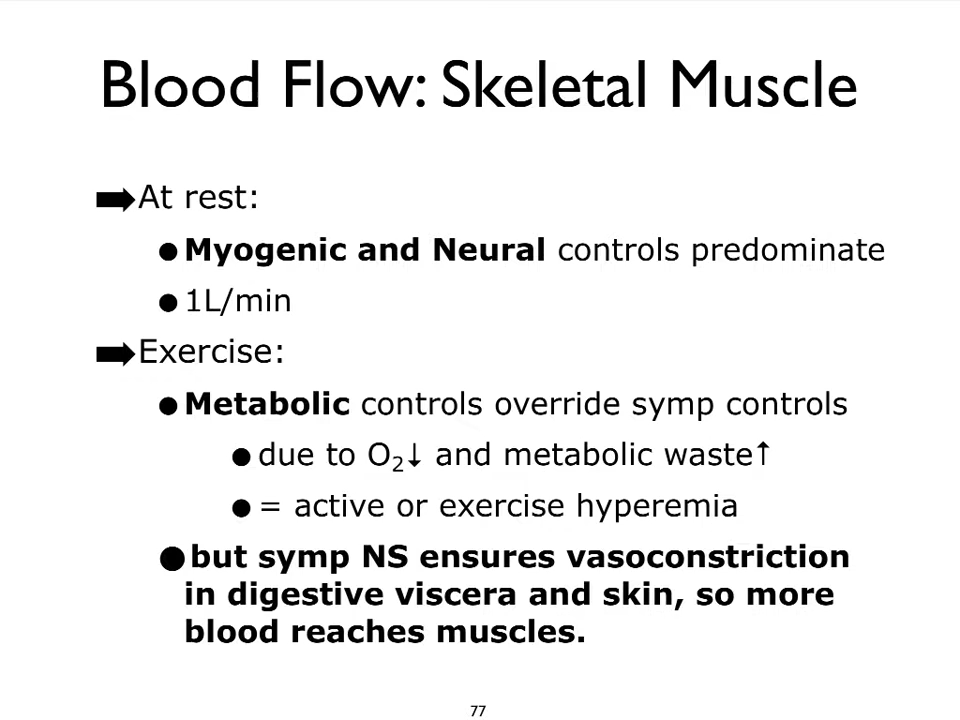 Blood Flow: Skeletal Muscle
➡At rest:
●Myogenic and Neural controls predominate
●1L/min
➡Exercise:
●Metabolic controls override symp controls
●due to O₂↓ and metabolic waste↑
●= active or exercise hyperemia
●but symp NS ensures vasoconstriction
in digestive viscera and skin, so more
blood reaches muscles.
77